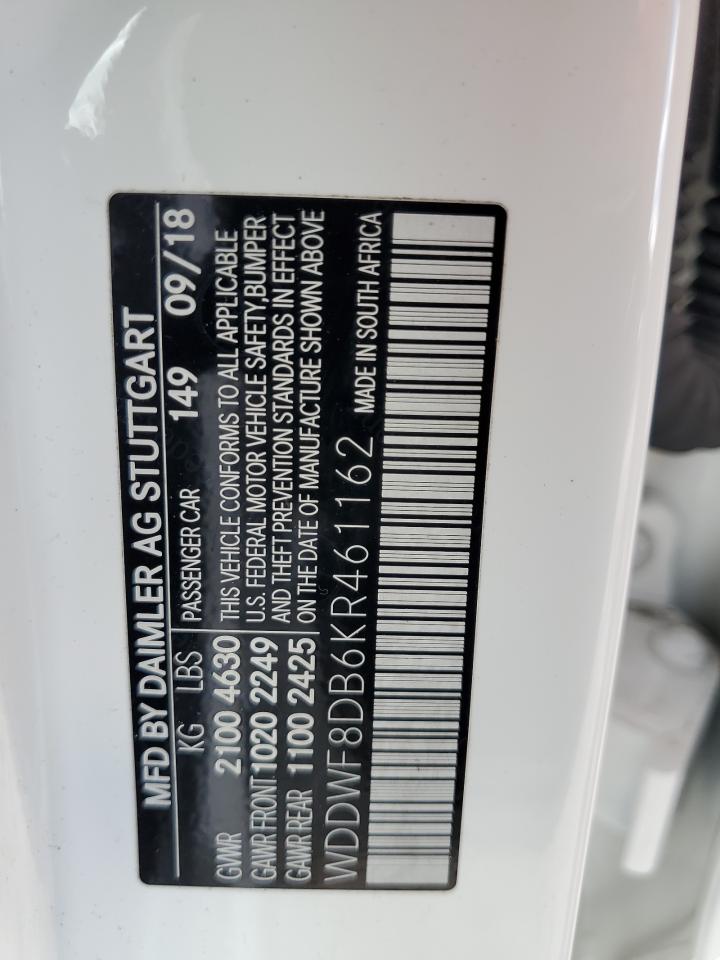 MFD BY DAIMLER AG STUTTGART
KG LBS PASSENGER CAR 149 09/18
GVWR 2100 4630 THIS VEHICLE CONFORMS TO ALL APPLICABLE
GAWR FRONT 1020 2249 U.S. FEDERAL MOTOR VEHICLE SAFETY,BUMPER
GAWR REAR 1100 2425 AND THEFT PREVENTION STANDARDS IN EFFECT
ON THE DATE OF MANUFACTURE SHOWN ABOVE
WDDWF8DB6KR461162 MADE IN SOUTH AFRICA